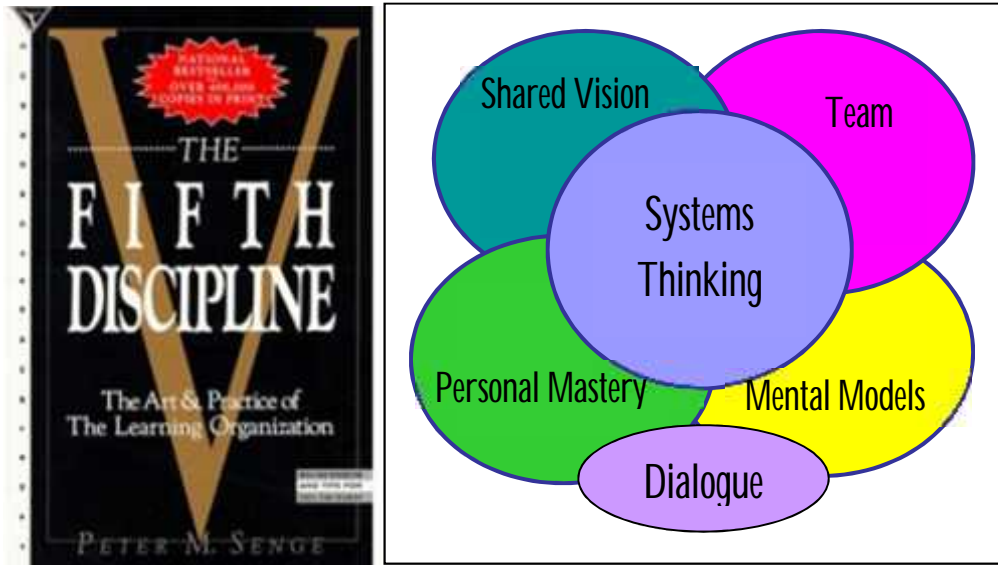 NATIONAL
BESTSELLER
OVER 400,000
COPIES IN PRINT
THE
FIFTH
DISCIPLINE
The Art & Practice of
The Learning Organization
PETER M. SENGE
Shared Vision
Team
Systems
Thinking
Personal Mastery
Mental Models
Dialogue